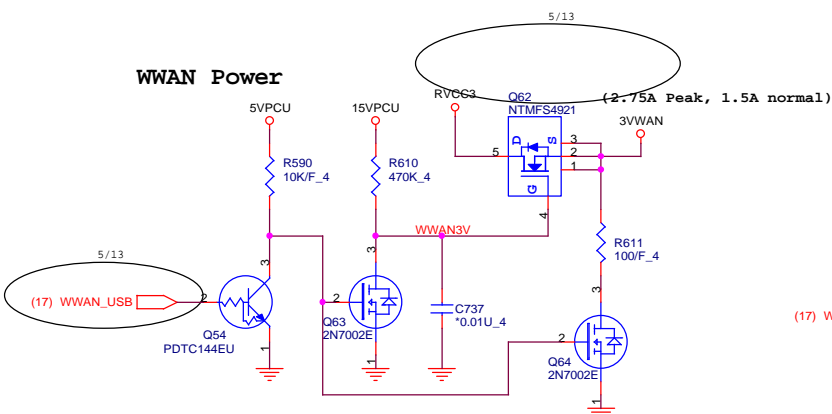 5/13
WWAN Power
RVCC3
Q62
NTMFS4921
(2.75A Peak, 1.5A normal)
5VPCU
15VPCU
3VWAN
D
S
G
5
3
2
1
4
R590
10K/F_4
R610
470K_4
WWAN3V
R611
100/F_4
5/13
(17) WWAN_USB
2
3
1
Q54
PDTC144EU
2
3
1
Q63
2N7002E
C737
*0.01U_4
2
3
1
Q64
2N7002E
(17) W